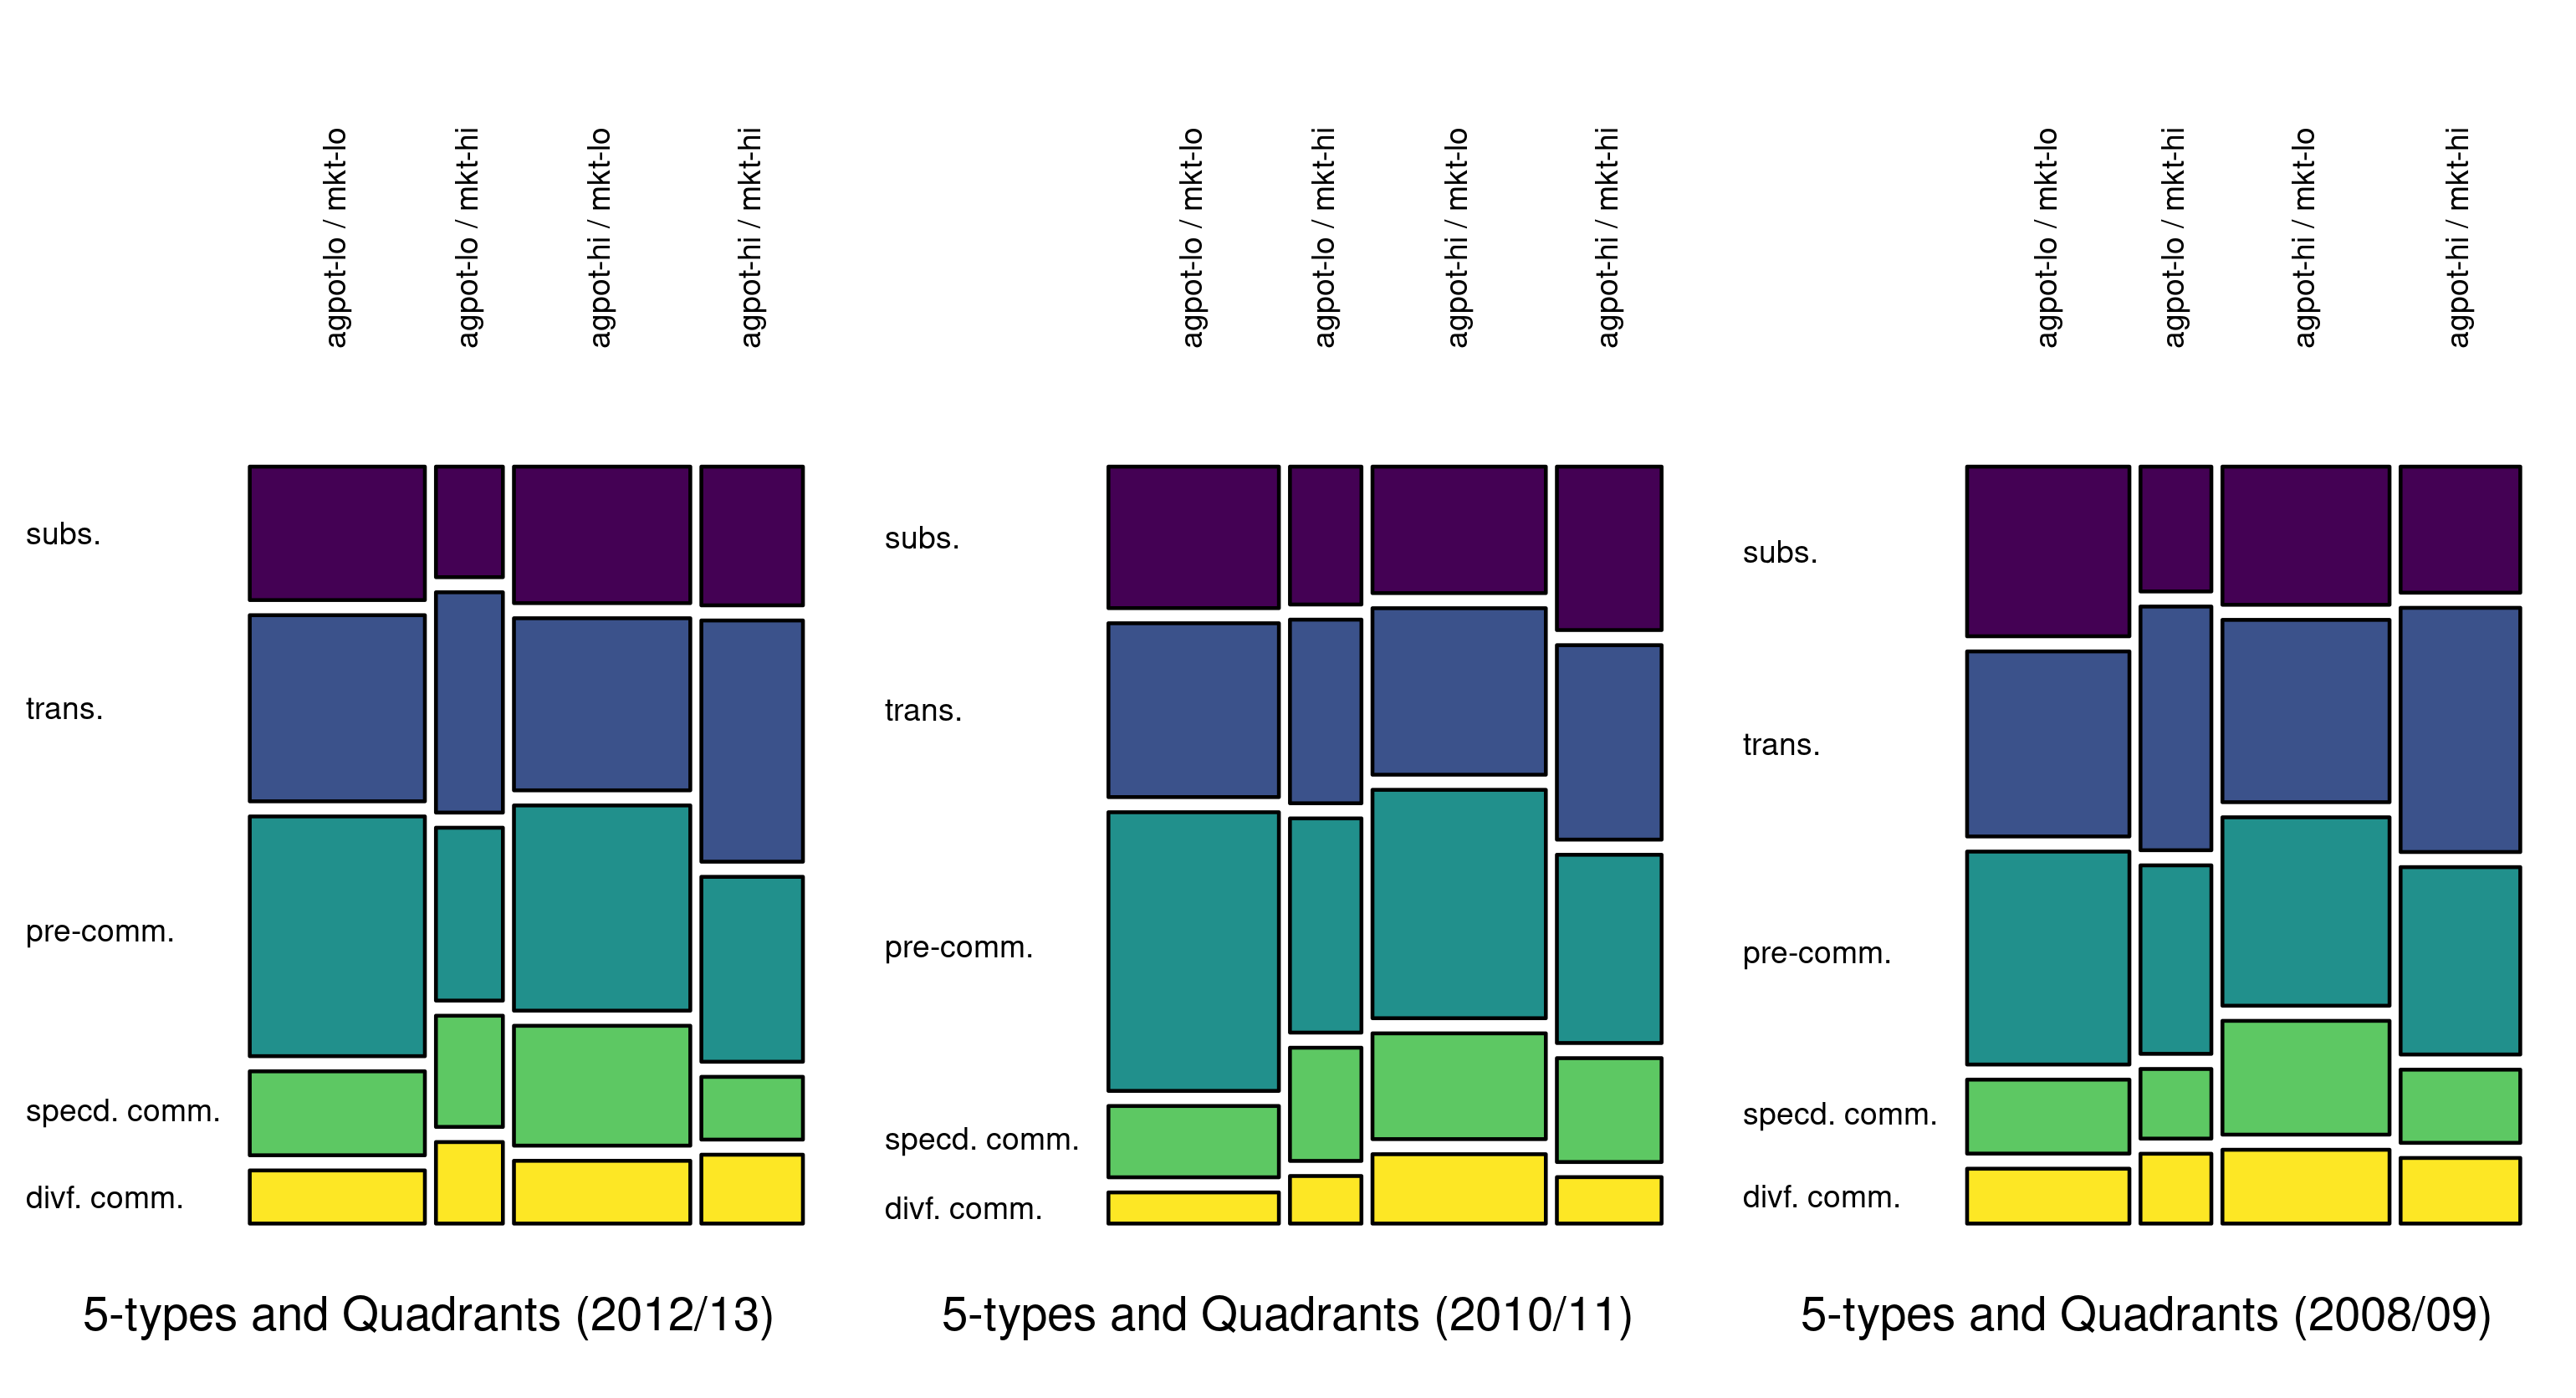 agpot-lo / mkt-lo
agpot-lo / mkt-hi
agpot-hi / mkt-lo
agpot-hi / mkt-hi
subs.
trans.
pre-comm.
specd. comm.
divf. comm.
5-types and Quadrants (2012/13)
agpot-lo / mkt-lo
agpot-lo / mkt-hi
agpot-hi / mkt-lo
agpot-hi / mkt-hi
subs.
trans.
pre-comm.
specd. comm.
divf. comm.
5-types and Quadrants (2010/11)
agpot-lo / mkt-lo
agpot-lo / mkt-hi
agpot-hi / mkt-lo
agpot-hi / mkt-hi
subs.
trans.
pre-comm.
specd. comm.
divf. comm.
5-types and Quadrants (2008/09)